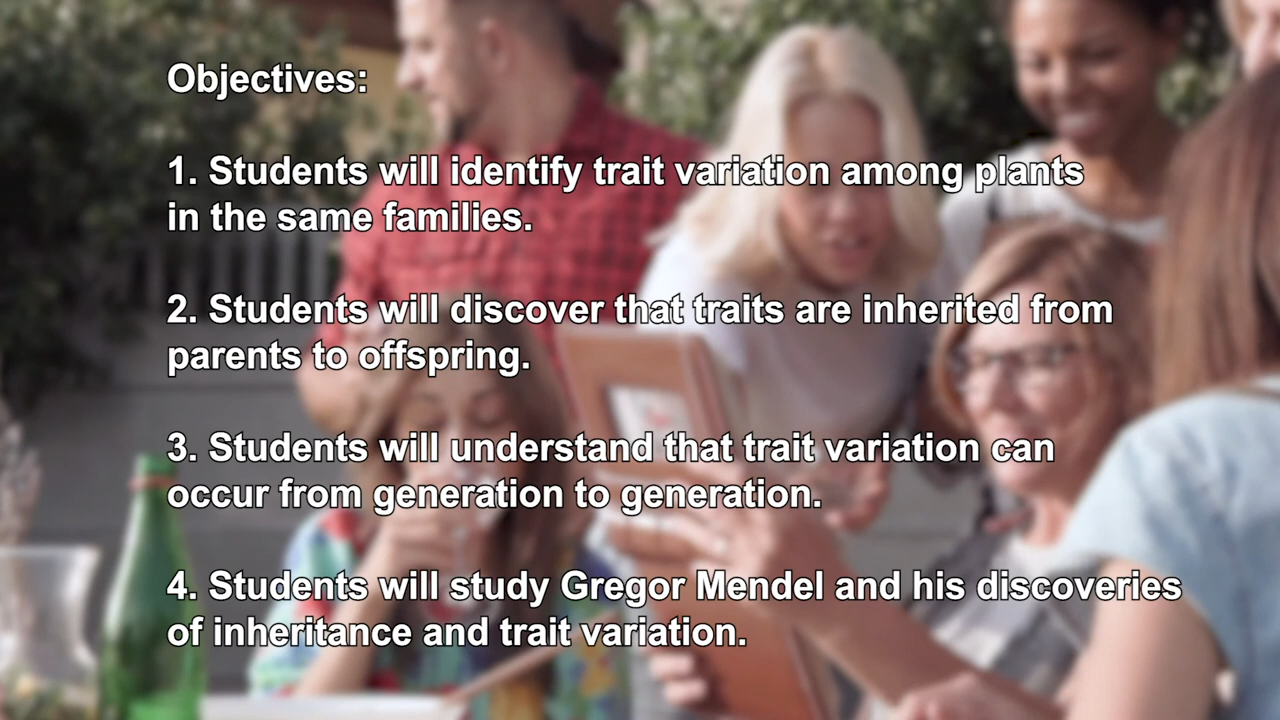 Objectives:
1. Students will identify trait variation among plants
in the same families.
2. Students will discover that traits are inherited from
parents to offspring.
3. Students will understand that trait variation can
occur from generation to generation.
4. Students will study Gregor Mendel and his discoveries
of inheritance and trait variation.